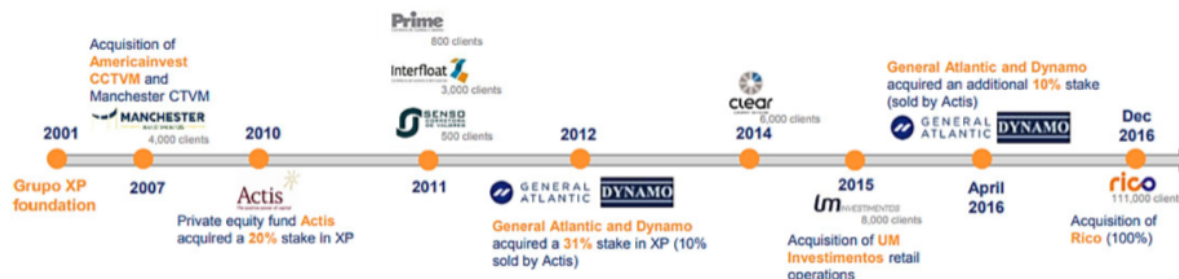 2001
Grupo XP
foundation
Acquisition of
Americainvest
CCTVM and
Manchester CTVM
MANCHESTER
4,000 clients
2007
2010
Actis
Private equity fund Actis
acquired a 20% stake in XP
Prime
800 clients
Interfloat
3,000 clients
SENSO
CORRETORA
DE VALORES
500 clients
2011
2012
GENERAL
ATLANTIC
DYNAMO
General Atlantic and Dynamo
acquired a 31% stake in XP (10%
sold by Actis)
2014
clear
6,000 clients
2015
um INVESTIMENTOS
8,000 clients
Acquisition of UM
Investimentos retail
operations
General Atlantic and Dynamo
acquired an additional 10% stake
(sold by Actis)
GENERAL
ATLANTIC
DYNAMO
April
2016
Dec
2016
rico
111,000 client
Acquisition of
Rico (100%)